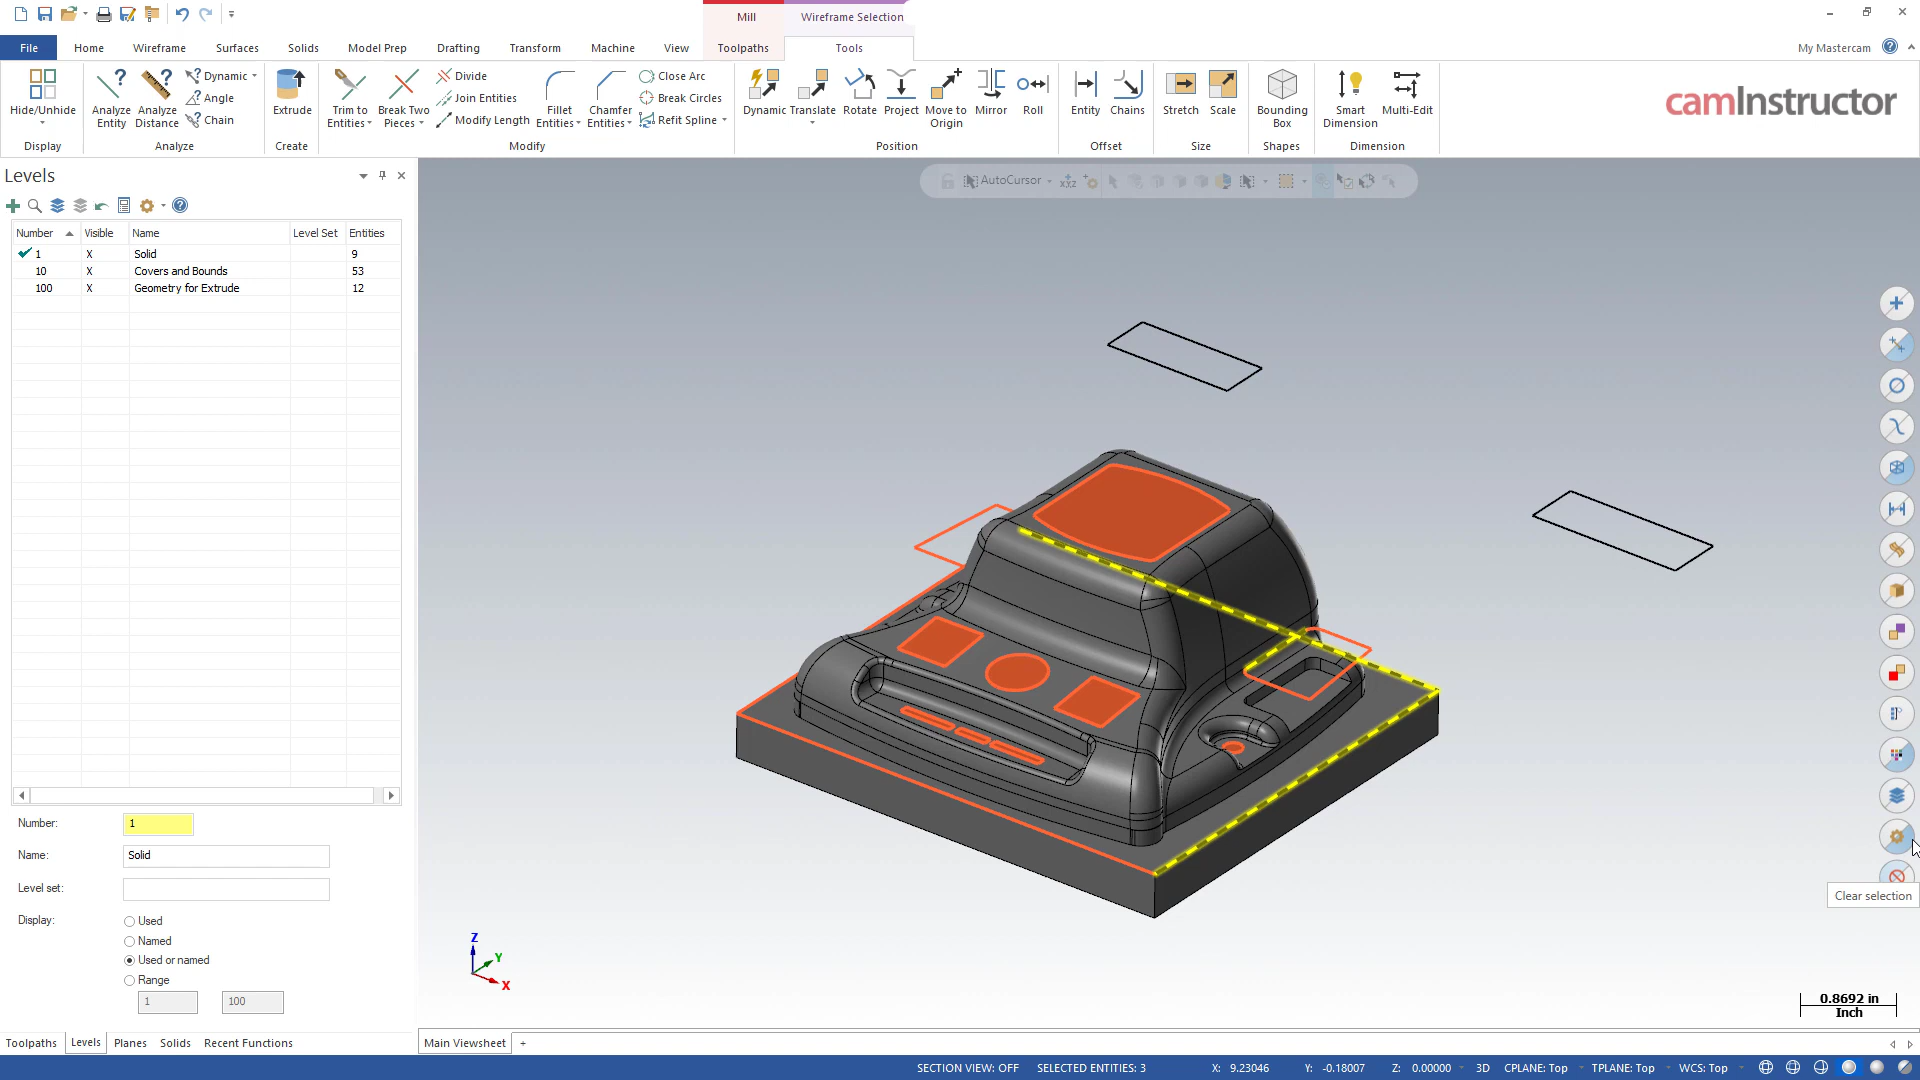 Mill
Wireframe Selection
File
Home
Wireframe
Surfaces
Solids
Model Prep
Drafting
Transform
Machine
View
Toolpaths
Tools
My Mastercam
Hide/Unhide
Display
Analyze Entity
Analyze Distance
Dynamic
Angle
Chain
Analyze
Extrude
Create
Trim to Entities
Break Two Pieces
Divide
Join Entities
Modify Length
Fillet Entities
Chamfer Entities
Close Arc
Break Circles
Refit Spline
Modify
Dynamic
Translate
Rotate
Project
Move to Origin
Mirror
Roll
Position
Entity
Chains
Offset
Stretch
Scale
Size
Bounding Box
Shapes
Smart Dimension
Multi-Edit
Dimension
camInstructor
Levels
AutoCursor
xyz
Number Visible Name Level Set Entities
1 X Solid 9
10 X Covers and Bounds 53
100 X Geometry for Extrude 12
Number: 1
Name: Solid
Level set:
Display: Used
Named
Used or named
Range
1 100
Z
Y
X
Clear selection
0.8692 in
Inch
Toolpaths Levels Planes Solids Recent Functions
Main Viewsheet +
SECTION VIEW: OFF SELECTED ENTITIES: 3 X: 9.23046 Y: -0.18007 Z: 0.00000 3D CPLANE: Top TPLANE: Top WCS: Top